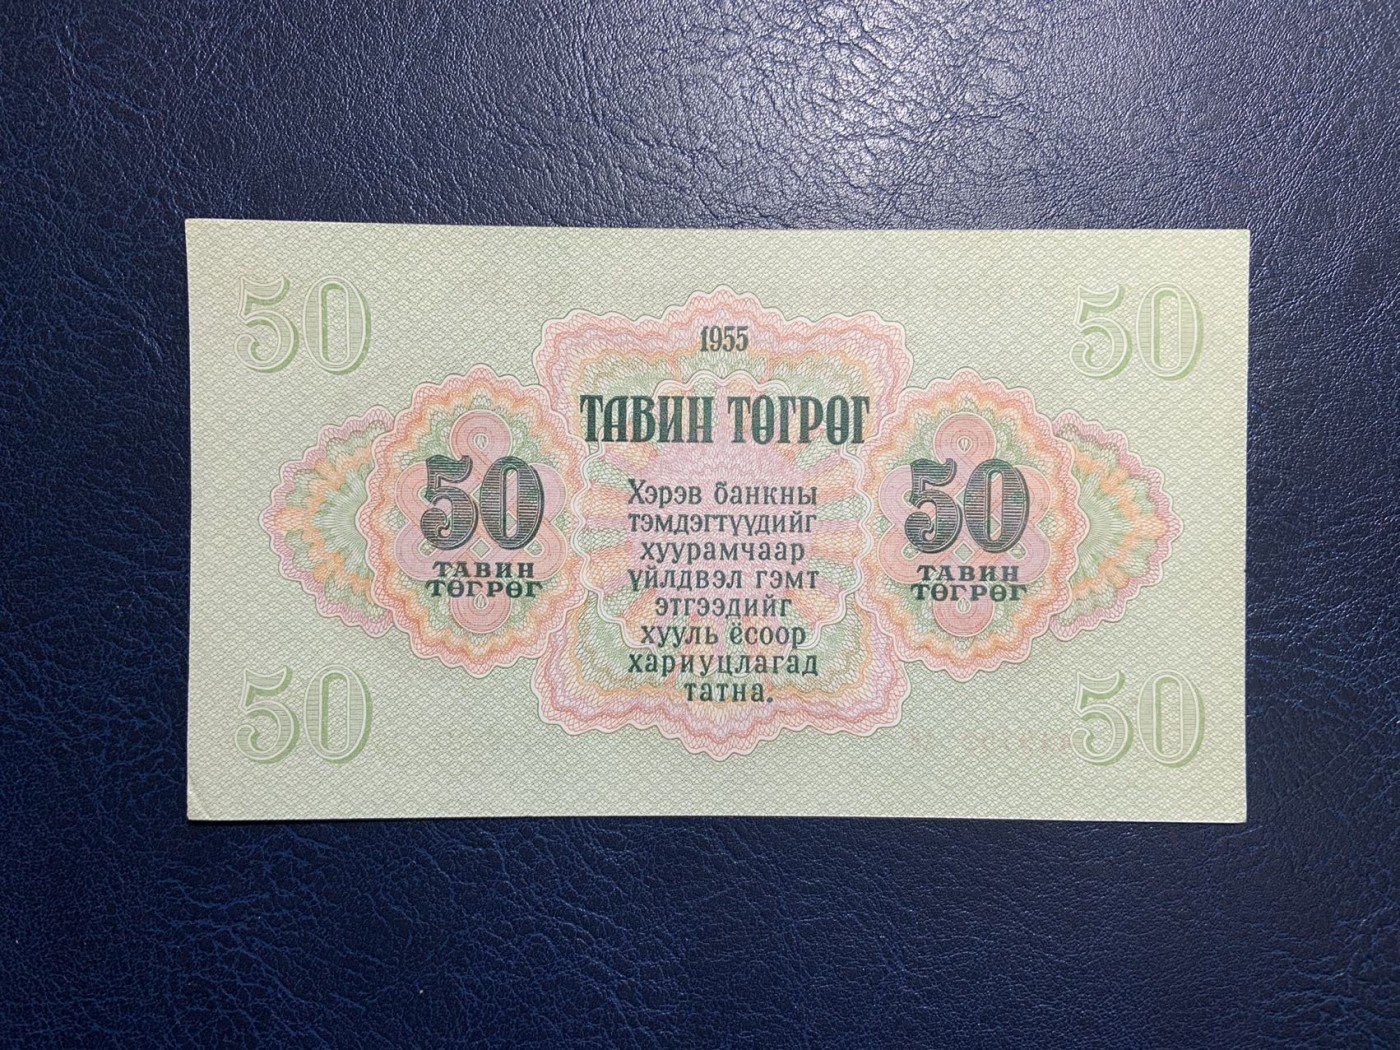 50
50
1955
ТАВИН ТӨГРӨГ
50
ТАВИН
ТӨГРӨГ
50
ТАВИН
ТӨГРӨГ
Хэрэв банкны
тэмдэгтүүдийг
хуурамчаар
үйлдвэл гэмт
этгээдийг
хууль ёсоор
хариуцлагад
татна.
50
50